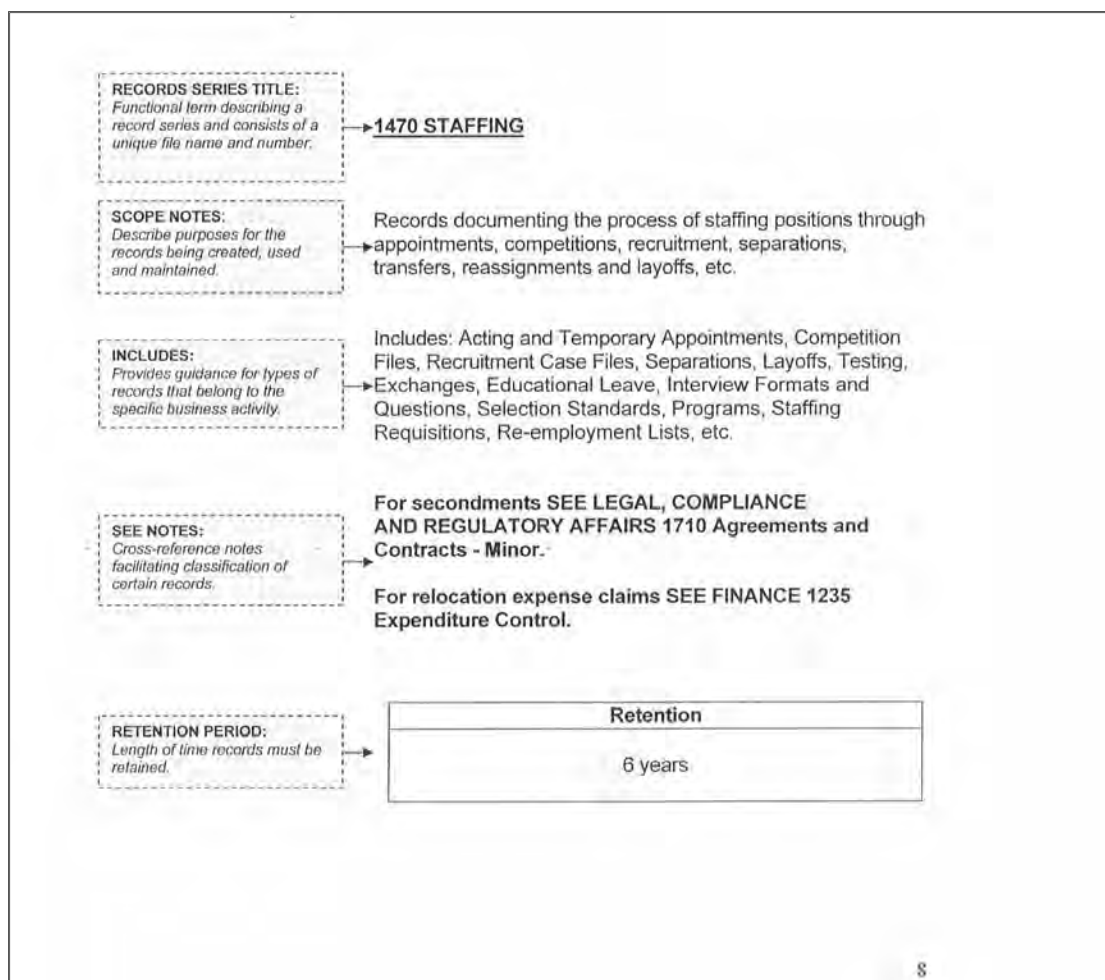 RECORDS SERIES TITLE:
Functional term describing a
record series and consists of a
unique file name and number.
1470 STAFFING
SCOPE NOTES:
Describe purposes for the
records being created, used
and maintained.
Records documenting the process of staffing positions through
appointments, competitions, recruitment, separations,
transfers, reassignments and layoffs, etc.
INCLUDES:
Provides guidance for types of
records that belong to the
specific business activity.
Includes: Acting and Temporary Appointments, Competition
Files, Recruitment Case Files, Separations, Layoffs, Testing,
Exchanges, Educational Leave, Interview Formats and
Questions, Selection Standards, Programs, Staffing
Requisitions, Re-employment Lists, etc.
SEE NOTES:
Cross-reference notes
facilitating classification of
certain records.
For secondments SEE LEGAL, COMPLIANCE
AND REGULATORY AFFAIRS 1710 Agreements and
Contracts - Minor.
For relocation expense claims SEE FINANCE 1235
Expenditure Control.
RETENTION PERIOD:
Length of time records must be
retained.
Retention
6 years
8